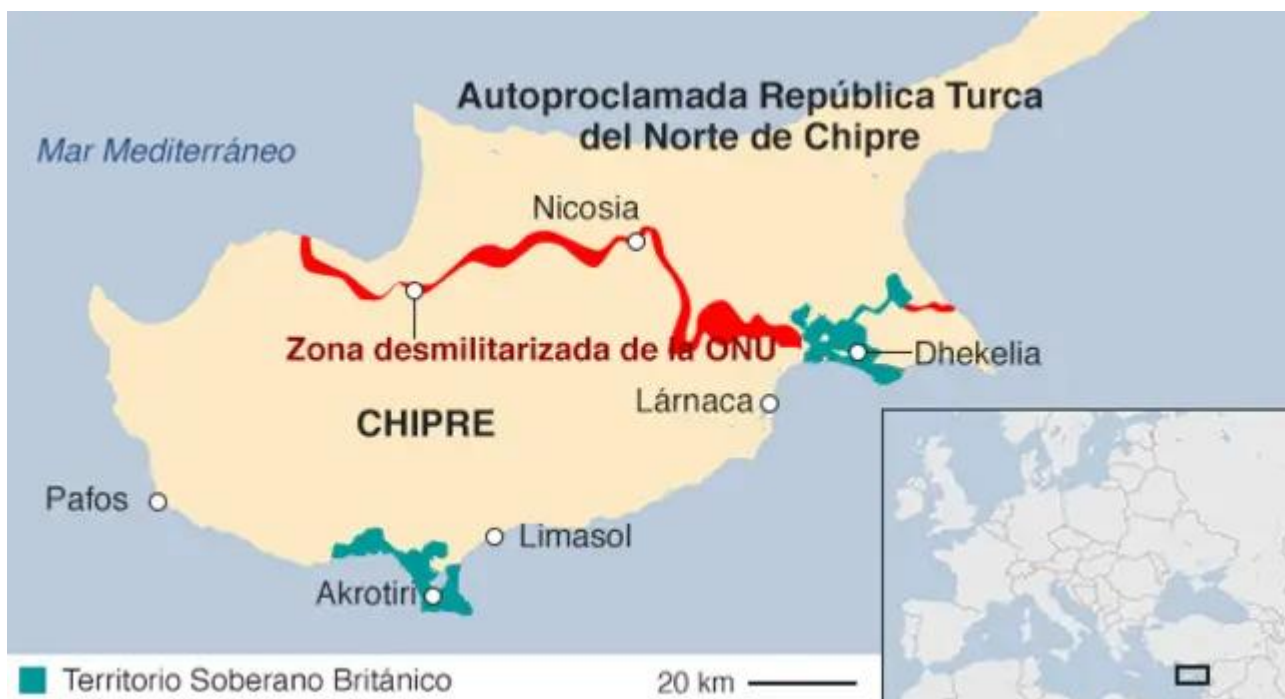 Autoproclamada República Turca
del Norte de Chipre
Mar Mediterráneo
Nicosia
Zona desmilitarizada de la ONU
Dhekelia
Lárnaca
CHIPRE
Pafos
Limasol
Akrotiri
Territorio Soberano Británico
20 km